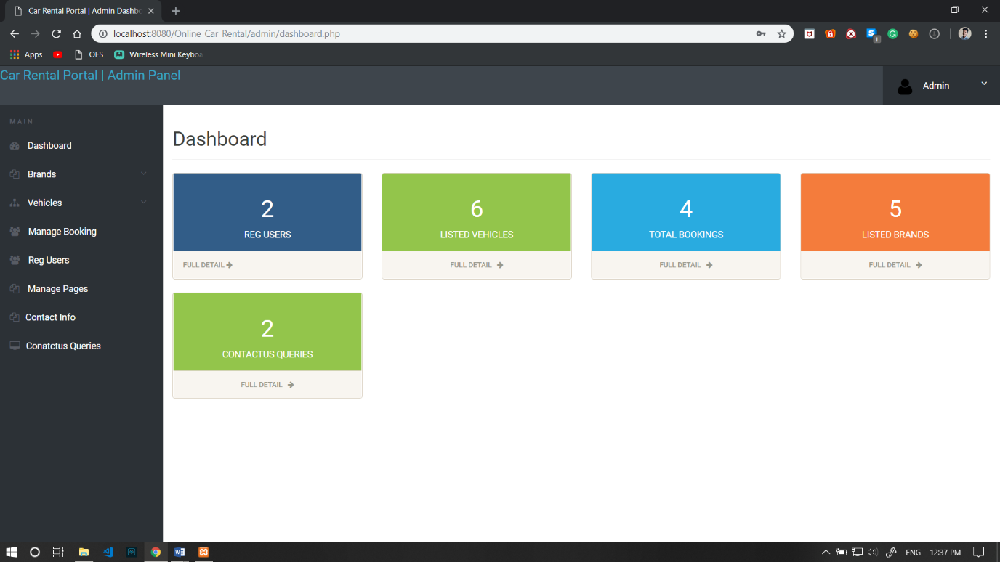 Car Rental Portal | Admin Dashbo
localhost:8080/Online_Car_Rental/admin/dashboard.php
1
Apps
OES
Wireless Mini Keyboa
Car Rental Portal | Admin Panel
Admin
MAIN
Dashboard
Brands
Vehicles
Manage Booking
Reg Users
Manage Pages
Contact Info
Conatctus Queries
Dashboard
2
REG USERS
FULL DETAIL
6
LISTED VEHICLES
FULL DETAIL
4
TOTAL BOOKINGS
FULL DETAIL
5
LISTED BRANDS
FULL DETAIL
2
CONTACTUS QUERIES
FULL DETAIL
ENG
12:37 PM